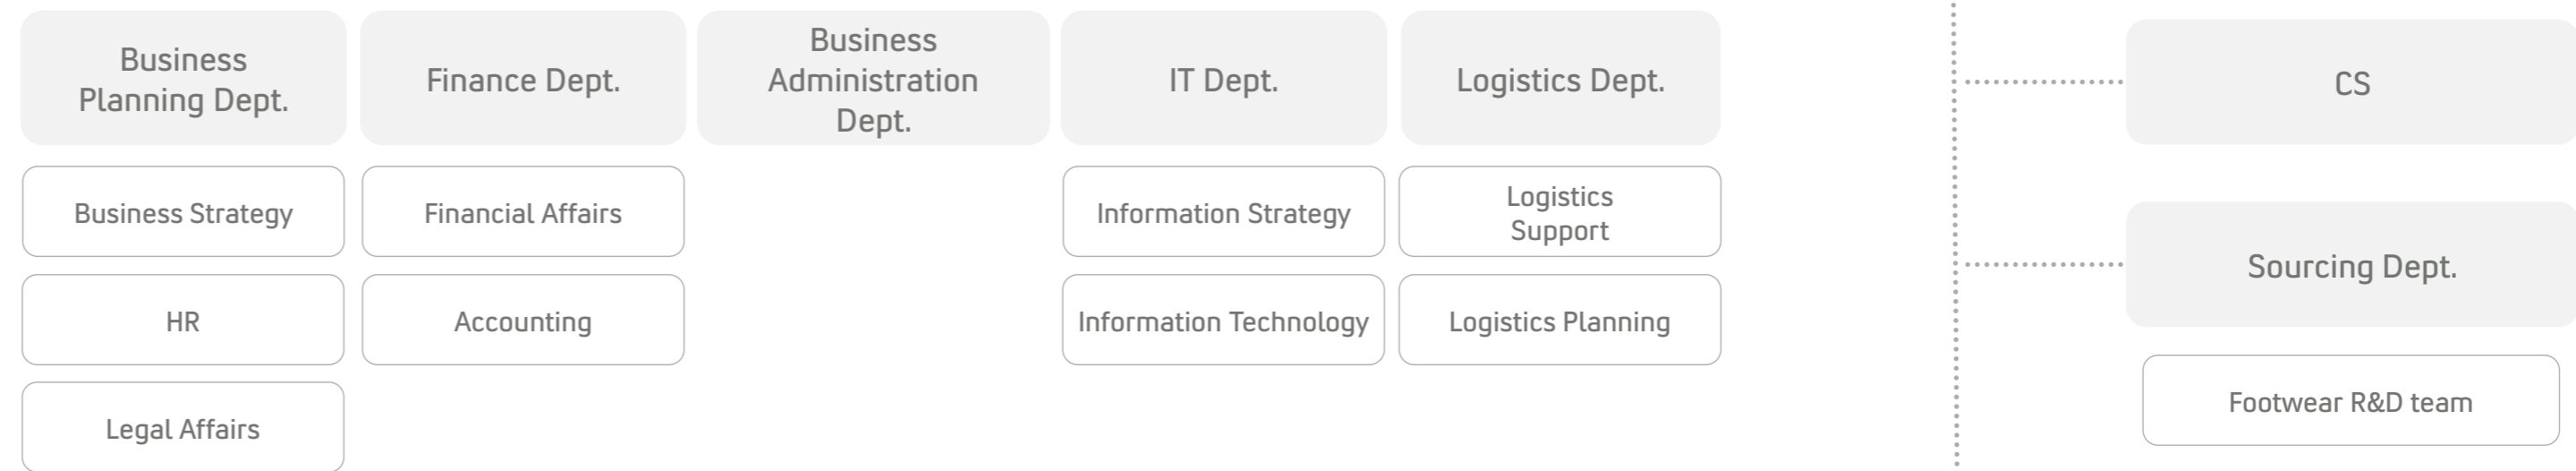 Business
Planning Dept.
Finance Dept.
Business
Administration
Dept.
IT Dept.
Logistics Dept.
CS
Business Strategy
Financial Affairs
Information Strategy
Logistics
Support
Sourcing Dept.
HR
Accounting
Information Technology
Logistics Planning
Footwear R&D team
Legal Affairs